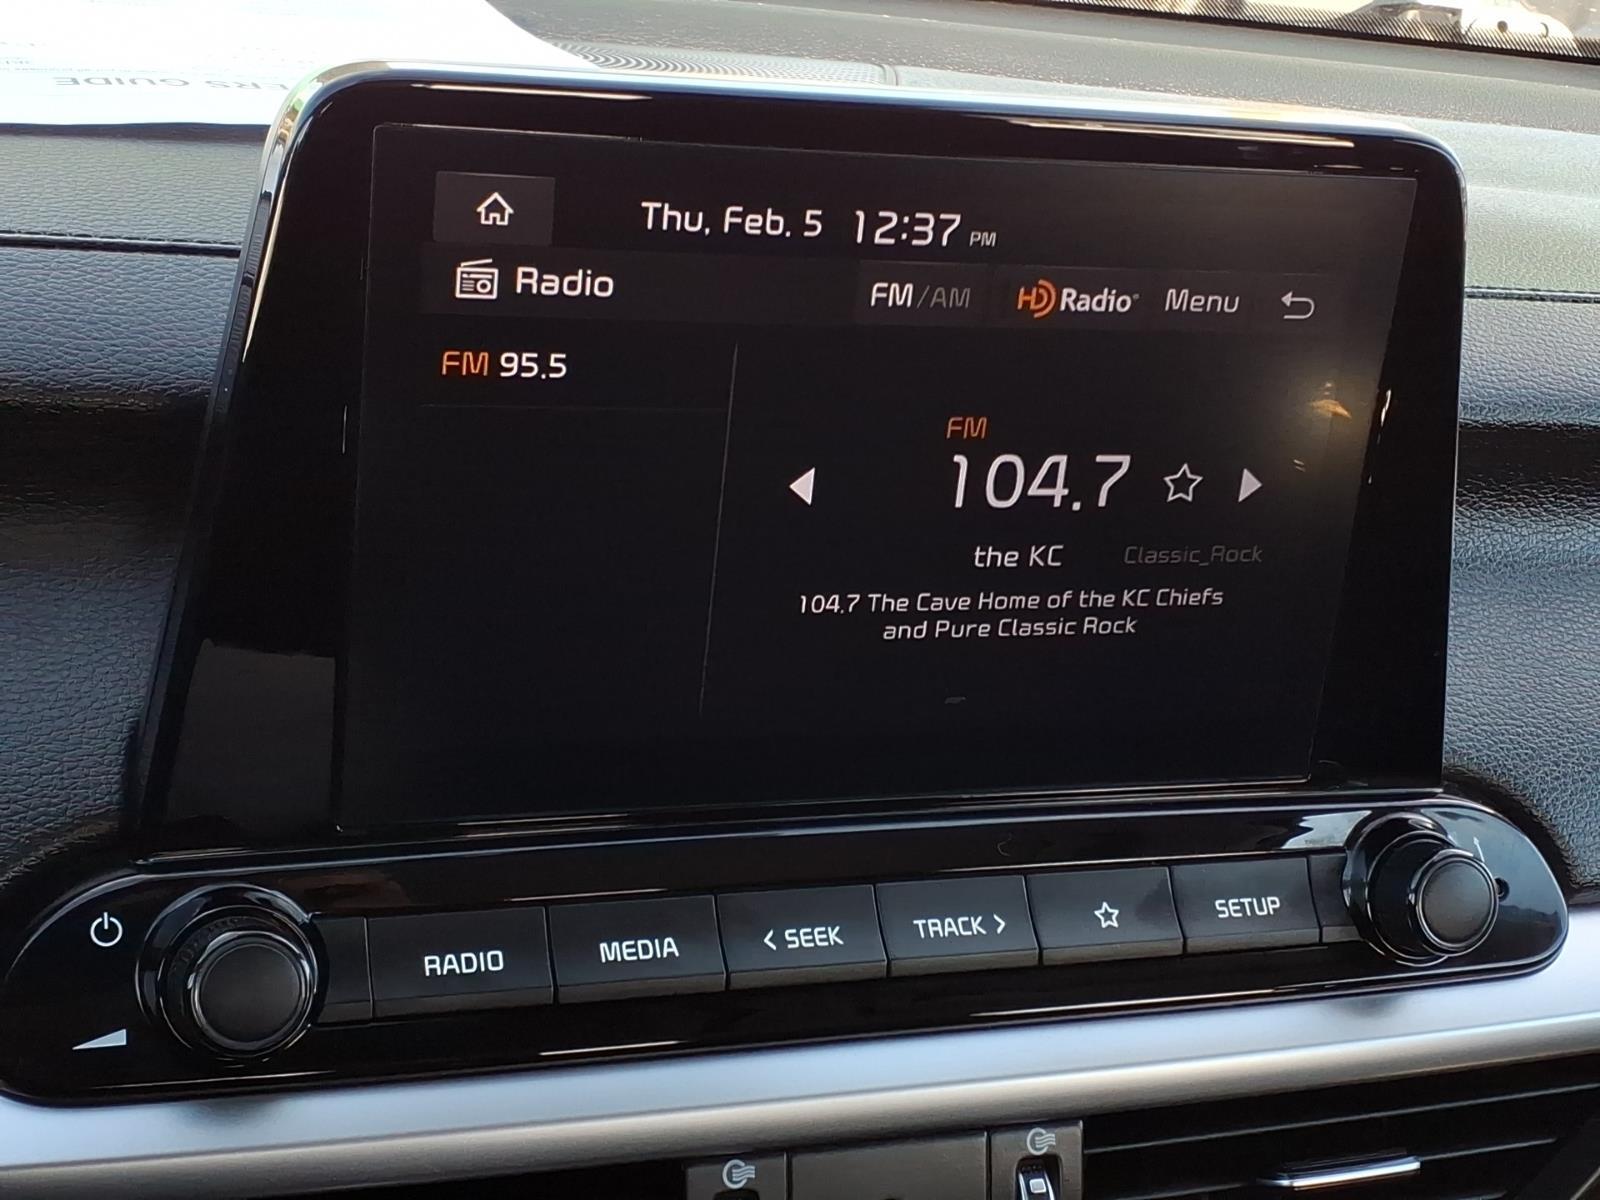 ERS GUIDE
Thu, Feb. 5 12:37 PM
Radio FM/AM HD Radio Menu
FM 95.5
FM
104.7
the KC Classic_Rock
104.7 The Cave Home of the KC Chiefs
and Pure Classic Rock
RADIO MEDIA < SEEK TRACK > SETUP